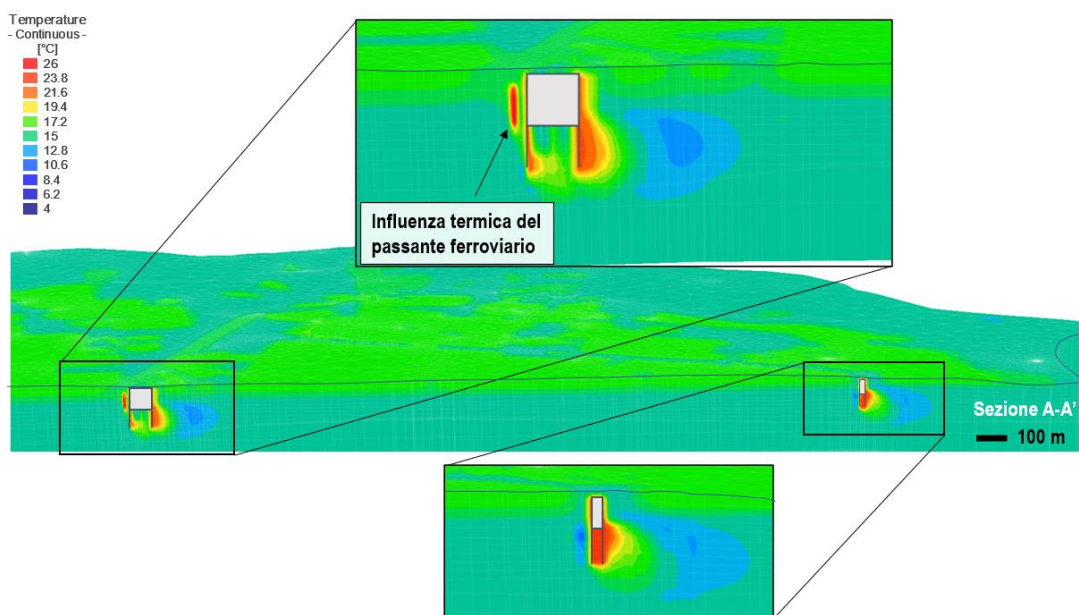 Temperature
- Continuous -
[°C]
26
23.8
21.6
19.4
17.2
15
12.8
10.6
8.4
6.2
4
Influenza termica del
passante ferroviario
Sezione A-A'
100 m